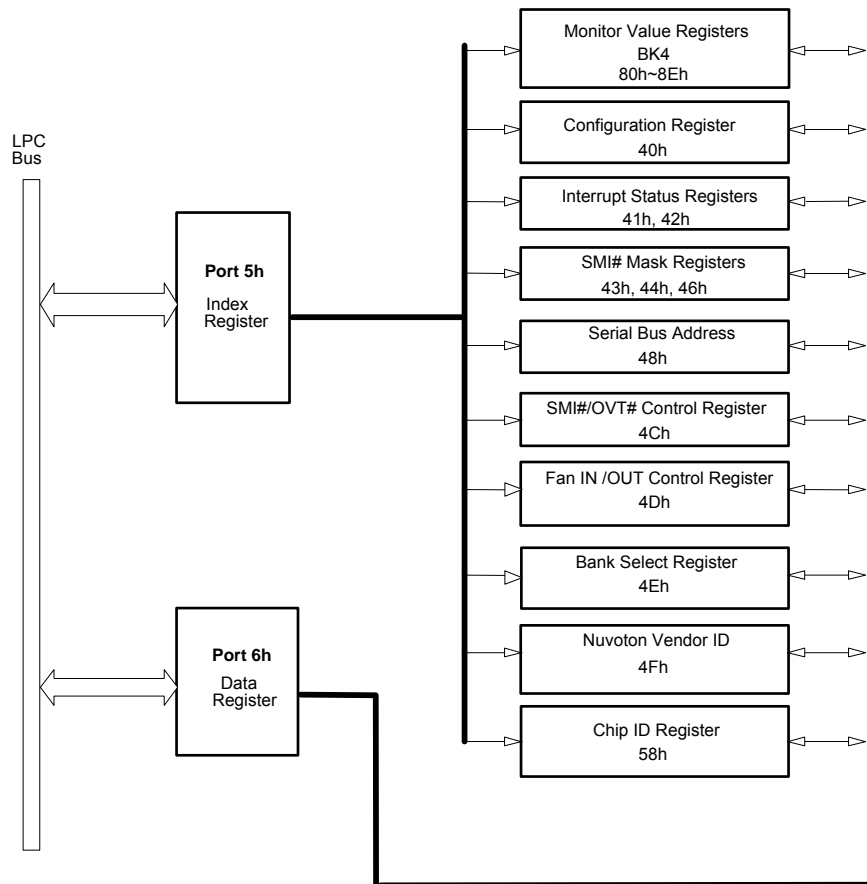 Monitor Value Registers
BK4
80h~8Eh
LPC
Bus
Configuration Register
40h
Interrupt Status Registers
41h, 42h
Port 5h
Index
Register
SMI# Mask Registers
43h, 44h, 46h
Serial Bus Address
48h
SMI#/OVT# Control Register
4Ch
Fan IN /OUT Control Register
4Dh
Bank Select Register
4Eh
Port 6h
Data
Register
Nuvoton Vendor ID
4Fh
Chip ID Register
58h